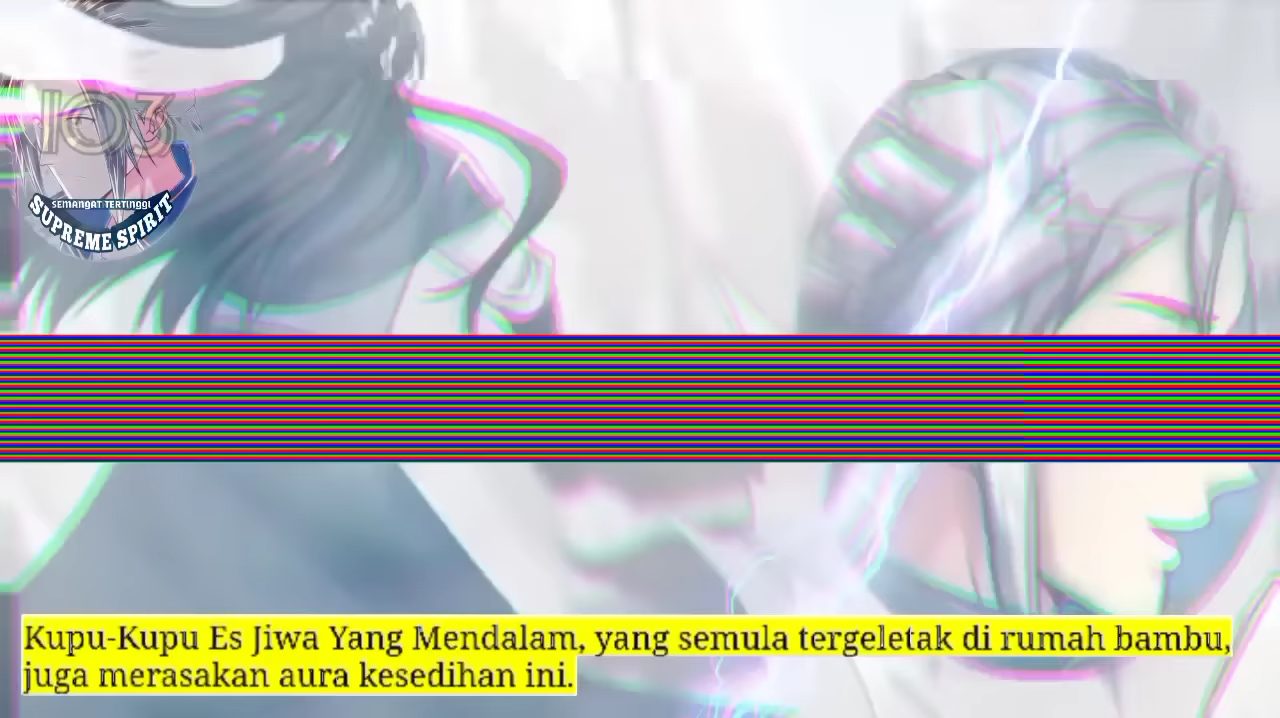 103
SEMANGAT TERTINGGI
SUPREME SPIRIT
Kupu-Kupu Es Jiwa Yang Mendalam, yang semula tergeletak di rumah bambu,
juga merasakan aura kesedihan ini.